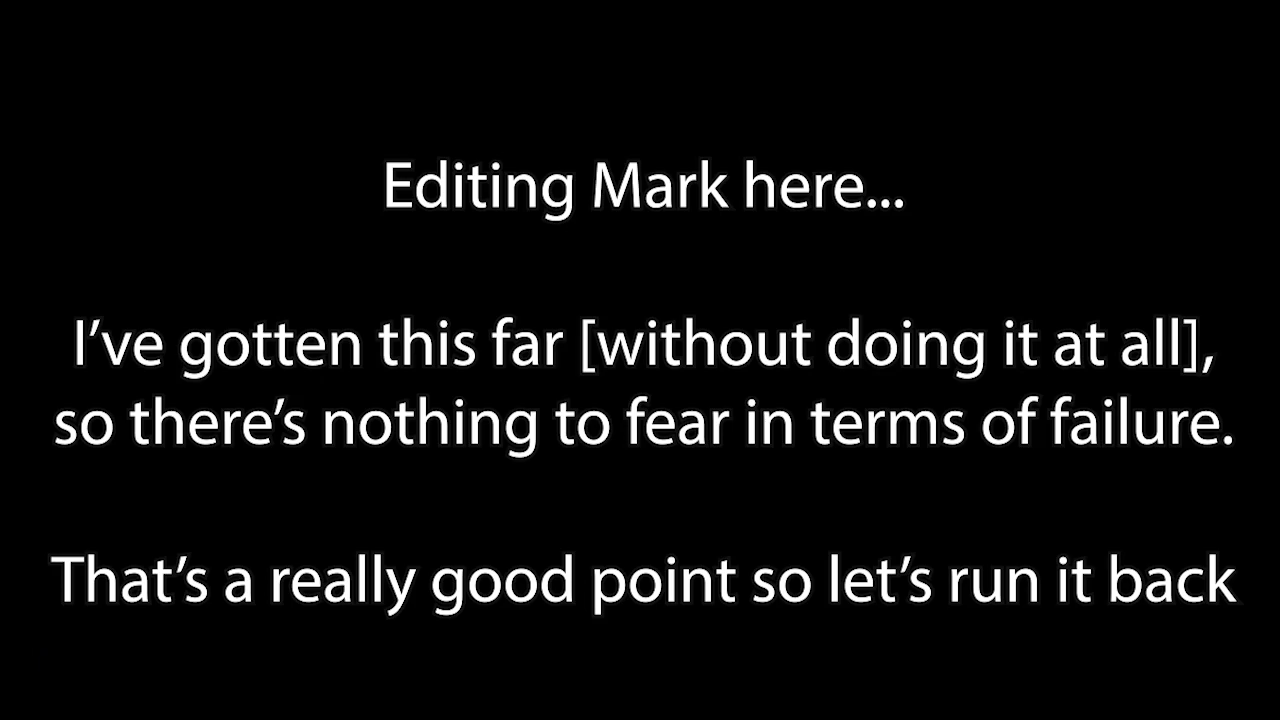 Editing Mark here...
I’ve gotten this far [without doing it at all],
so there’s nothing to fear in terms of failure.
That’s a really good point so let’s run it back